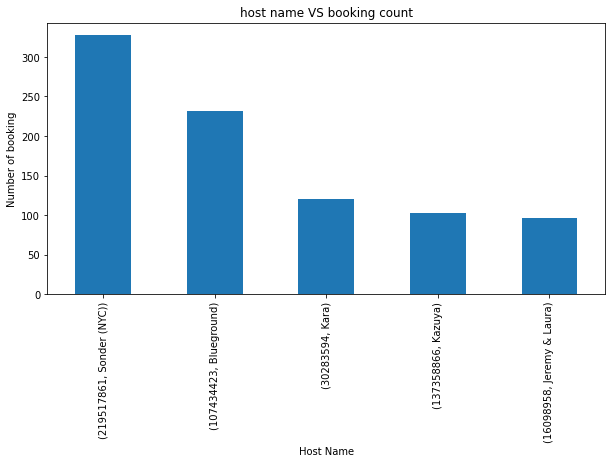 host name VS booking count
Number of booking
300
250
200
150
100
50
0
(219517861, Sonder (NYC))
(107434423, Blueground)
(30283594, Kara)
(137358866, Kazuya)
(16098958, Jeremy & Laura)
Host Name